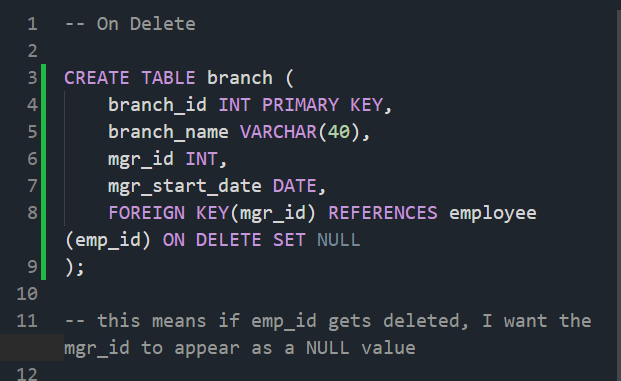 1 -- On Delete
2
3 CREATE TABLE branch (
4     branch_id INT PRIMARY KEY,
5     branch_name VARCHAR(40),
6     mgr_id INT,
7     mgr_start_date DATE,
8     FOREIGN KEY(mgr_id) REFERENCES employee
(emp_id) ON DELETE SET NULL
9 );
10
11 -- this means if emp_id gets deleted, I want the
mgr_id to appear as a NULL value
12